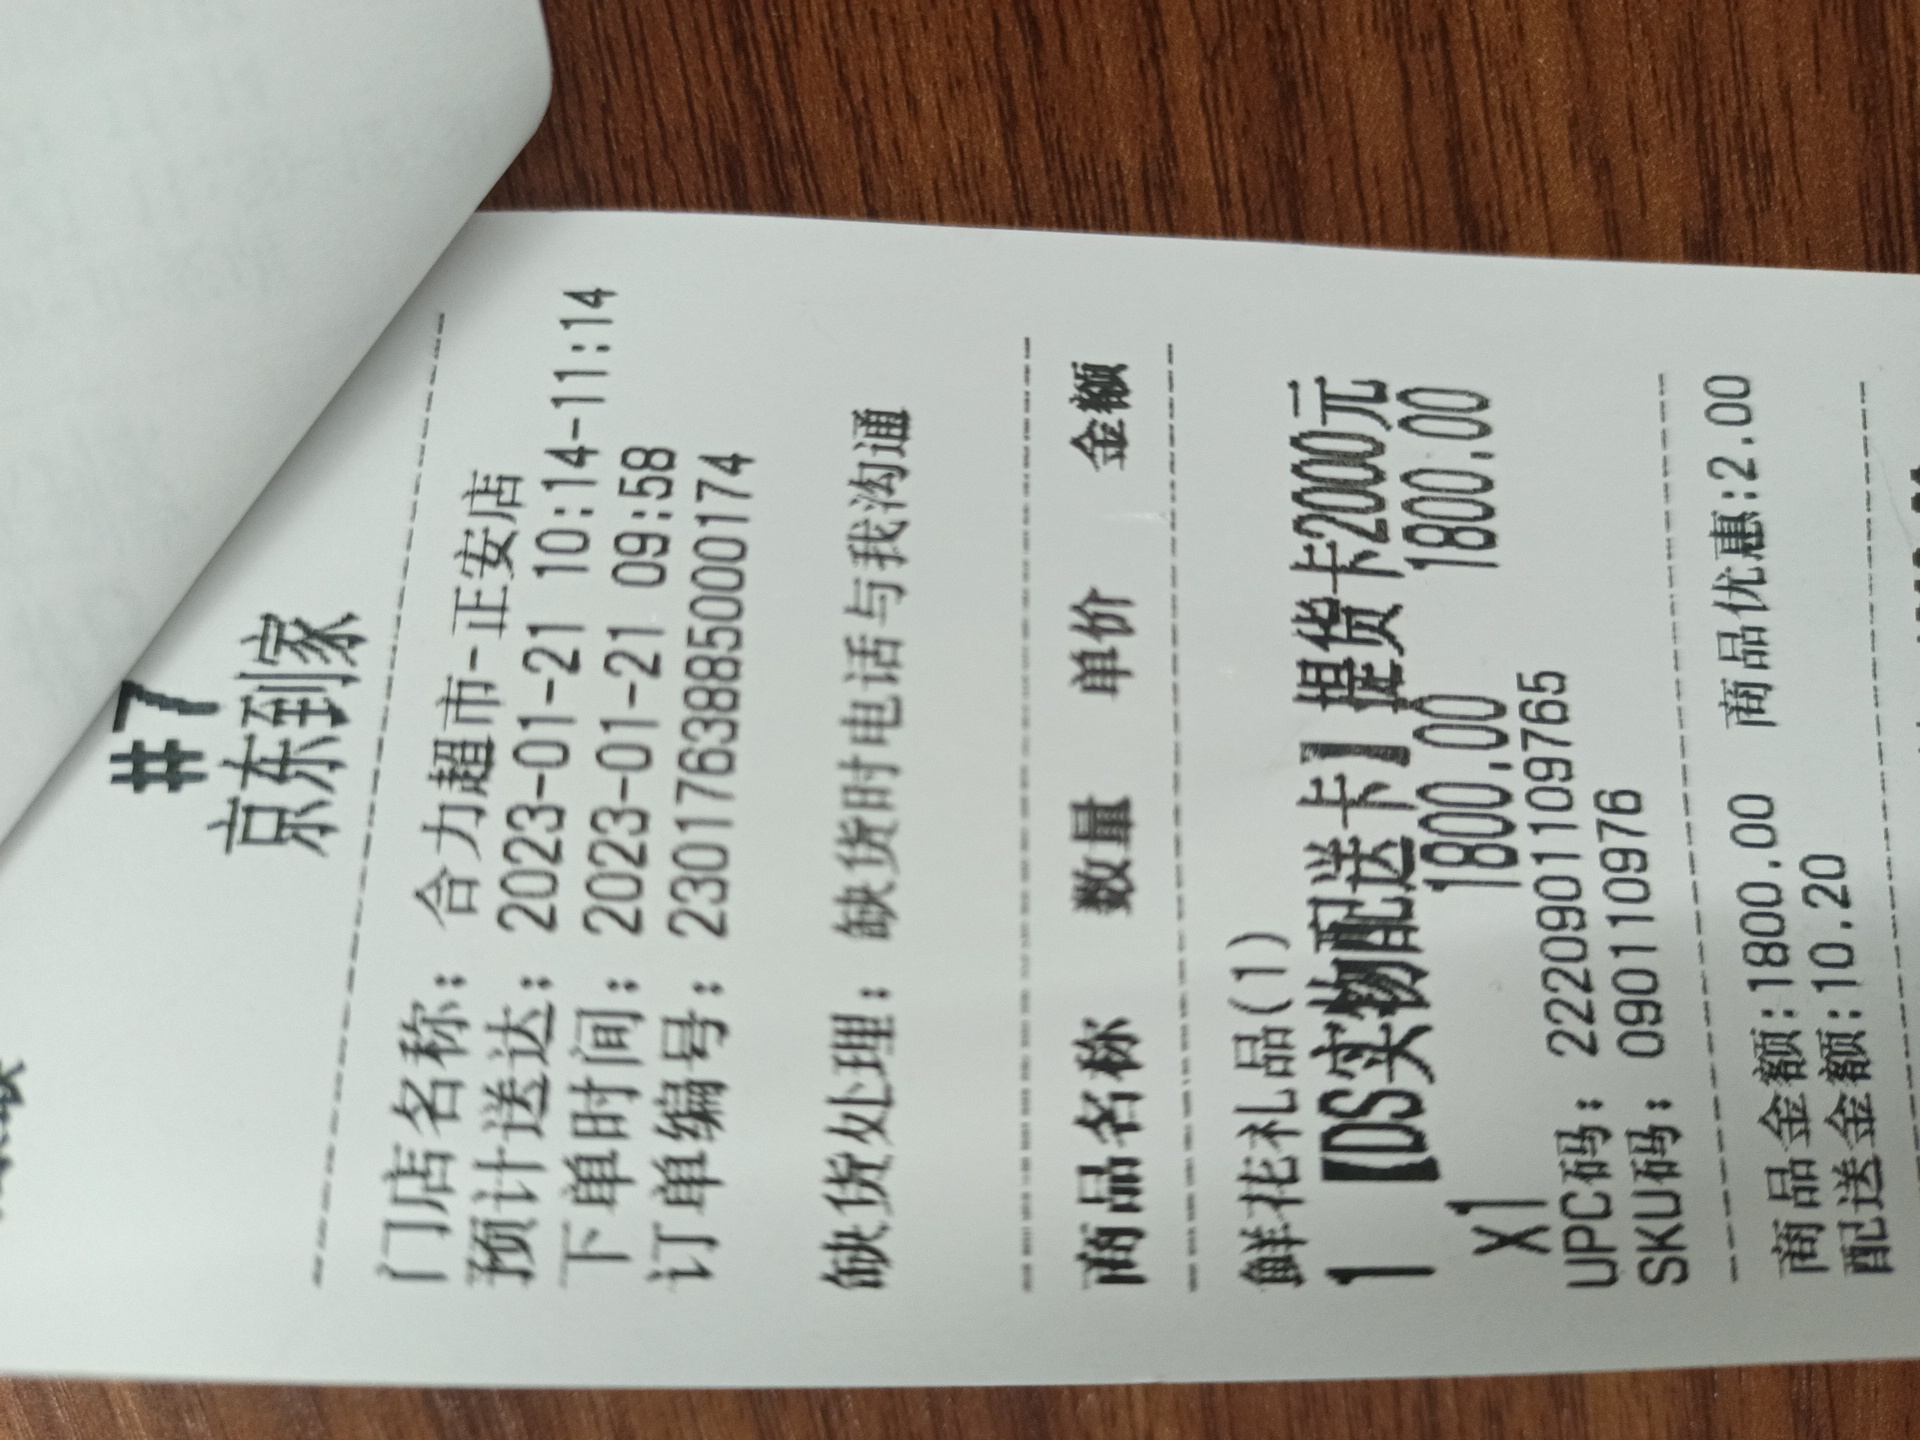 #7
京东到家
门店名称：合力超市-正安店
预计送达：2023-01-21 10:14-11:14
下单时间：2023-01-21 09:58
订单编号：2301763885000174
缺货处理：缺货时电话与我沟通
商品名称 数量 单价 金额
鲜花礼品(1)
1 【DS实物配送卡】提货卡2000元
x1 1800.00 1800.00
UPC码：2220901109765
SKU码：090110976
商品金额:1800.00 商品优惠:2.00
配送金额:10.20